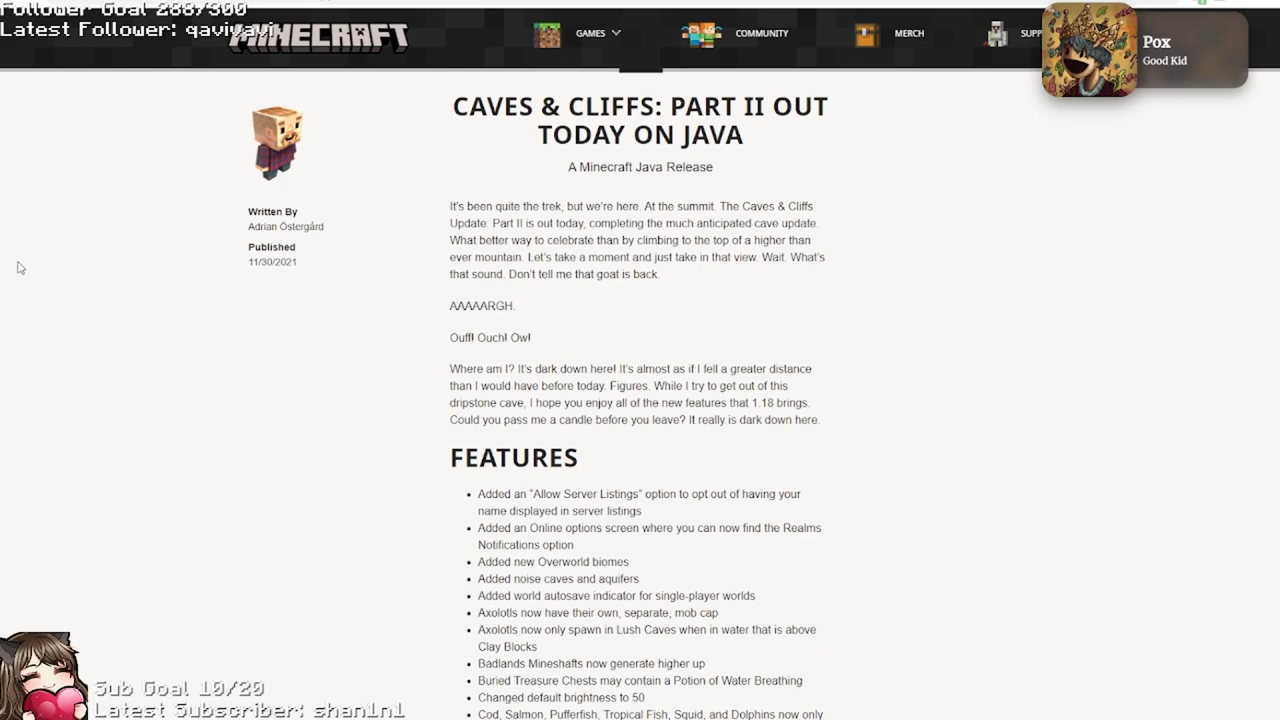 Follower Goal 288/300
Latest Follower: qavivavi
MINECRAFT
GAMES
COMMUNITY
MERCH
SUPP
Pox
Good Kid
Written By
Adrian Östergård
Published
11/30/2021
CAVES & CLIFFS: PART II OUT
TODAY ON JAVA
A Minecraft Java Release
It's been quite the trek, but we're here. At the summit. The Caves & Cliffs
Update: Part II is out today, completing the much anticipated cave update.
What better way to celebrate than by climbing to the top of a higher than
ever mountain. Let's take a moment and just take in that view. Wait. What's
that sound. Don't tell me that goat is back.
AAAAARGH.
Ouff! Ouch! Ow!
Where am I? It's dark down here! It's almost as if I fell a greater distance
than I would have before today. Figures. While I try to get out of this
dripstone cave, I hope you enjoy all of the new features that 1.18 brings.
Could you pass me a candle before you leave? It really is dark down here.
FEATURES
• Added an "Allow Server Listings" option to opt out of having your
name displayed in server listings
• Added an Online options screen where you can now find the Realms
Notifications option
• Added new Overworld biomes
• Added noise caves and aquifers
• Added world autosave indicator for single-player worlds
• Axolotls now have their own, separate, mob cap
• Axolotls now only spawn in Lush Caves when in water that is above
Clay Blocks
• Badlands Mineshafts now generate higher up
• Buried Treasure Chests may contain a Potion of Water Breathing
• Changed default brightness to 50
• Cod, Salmon, Pufferfish, Tropical Fish, Squid, and Dolphins now only
Sub Goal 10/20
Latest Subscriber: shan1n1